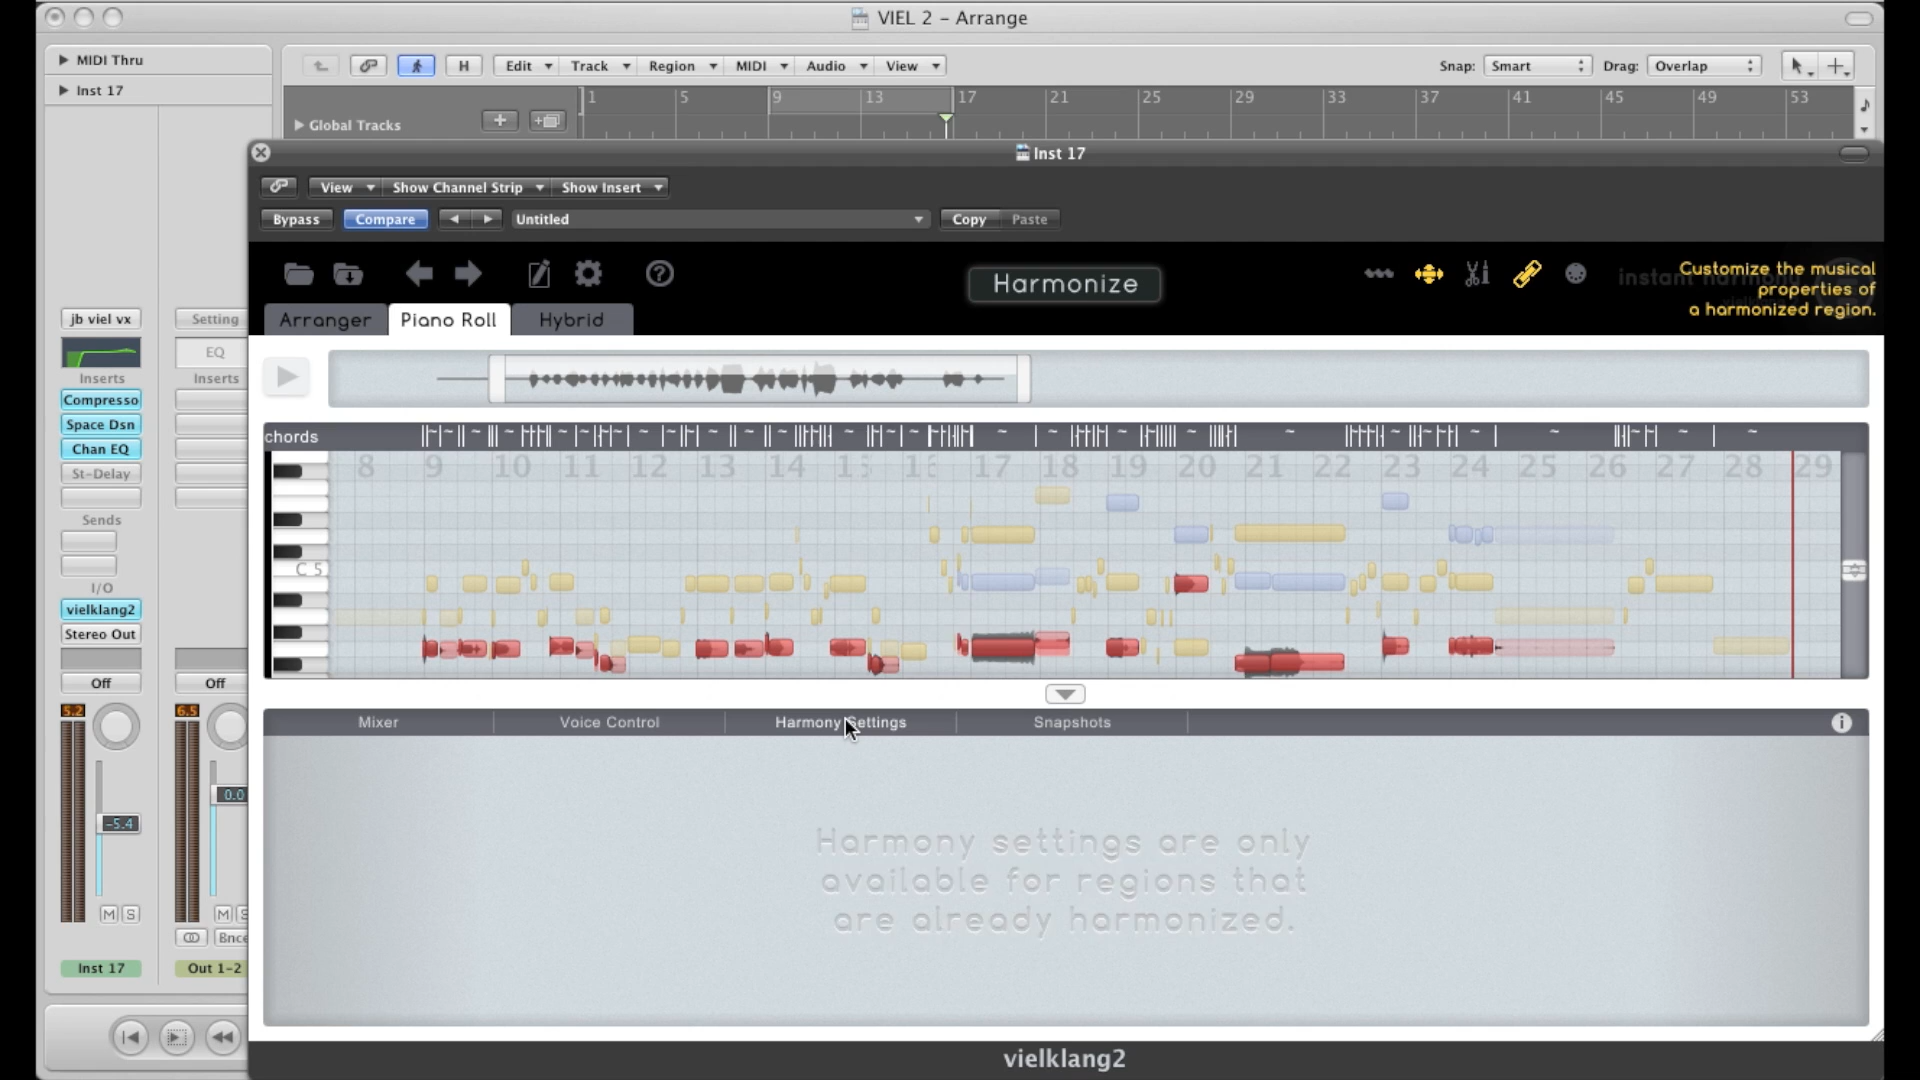 VIEL 2 – Arrange
MIDI Thru
Inst 17
H
Edit
Track
Region
MIDI
Audio
View
Snap:
Smart
Drag:
Overlap
Global Tracks
1
5
9
13
17
21
25
29
33
37
41
45
49
53
Inst 17
View
Show Channel Strip
Show Insert
Bypass
Compare
Untitled
Copy
Paste
Harmonize
instant harmony
Customize the musical
properties of
a harmonized region.
Arranger
Piano Roll
Hybrid
jb viel vx
Setting
EQ
Inserts
Inserts
Compresso
Space Dsn
Chan EQ
St-Delay
Sends
I/O
vielklang2
Stereo Out
Off
Off
5.2
6.5
-5.4
0.0
M
S
M
S
Bnce
Inst 17
Out 1-2
chords
8
9
10
11
12
13
14
15
16
17
18
19
20
21
22
23
24
25
26
27
28
29
C 5
Mixer
Voice Control
Harmony Settings
Snapshots
Harmony settings are only
available for regions that
are already harmonized.
vielklang2